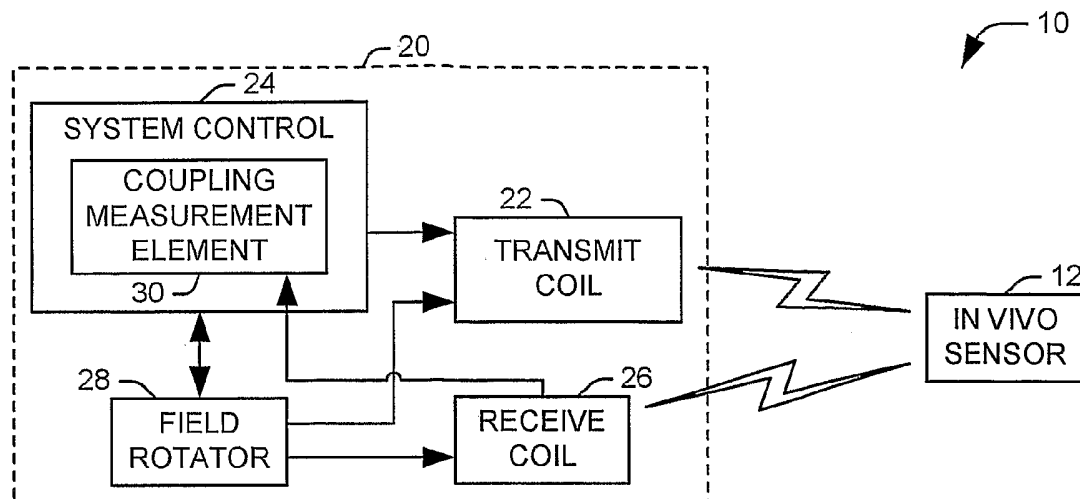 10
20
24
SYSTEM CONTROL
COUPLING
MEASUREMENT
ELEMENT
30
22
TRANSMIT
COIL
12
IN VIVO
SENSOR
28
FIELD
ROTATOR
26
RECEIVE
COIL